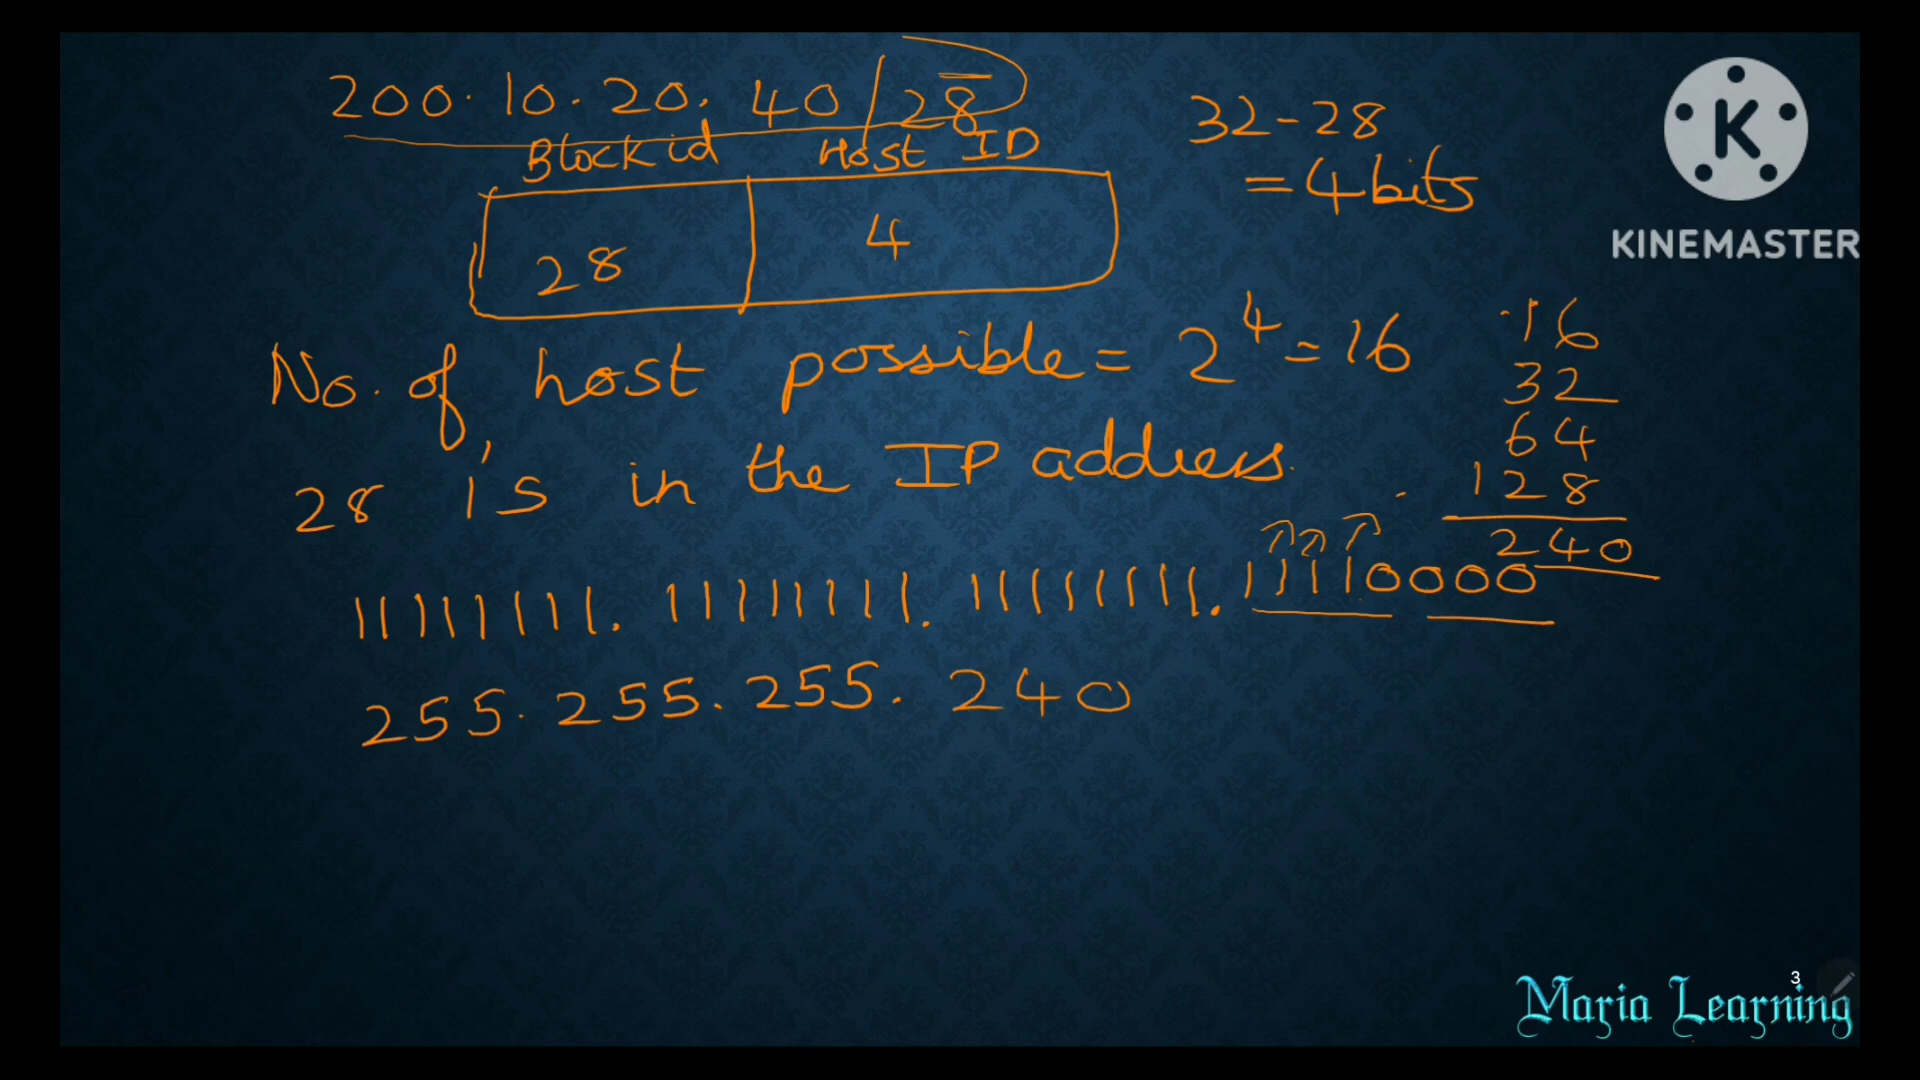 200.10.20.40/28
Block id Host ID
28 4
32-28
=4bits
KINEMASTER
No. of host possible = 2^4 = 16
28 1's in the IP address.
16
32
64
128
240
11111111.11111111.11111111.11110000
255.255.255.240
3
Maria Learning